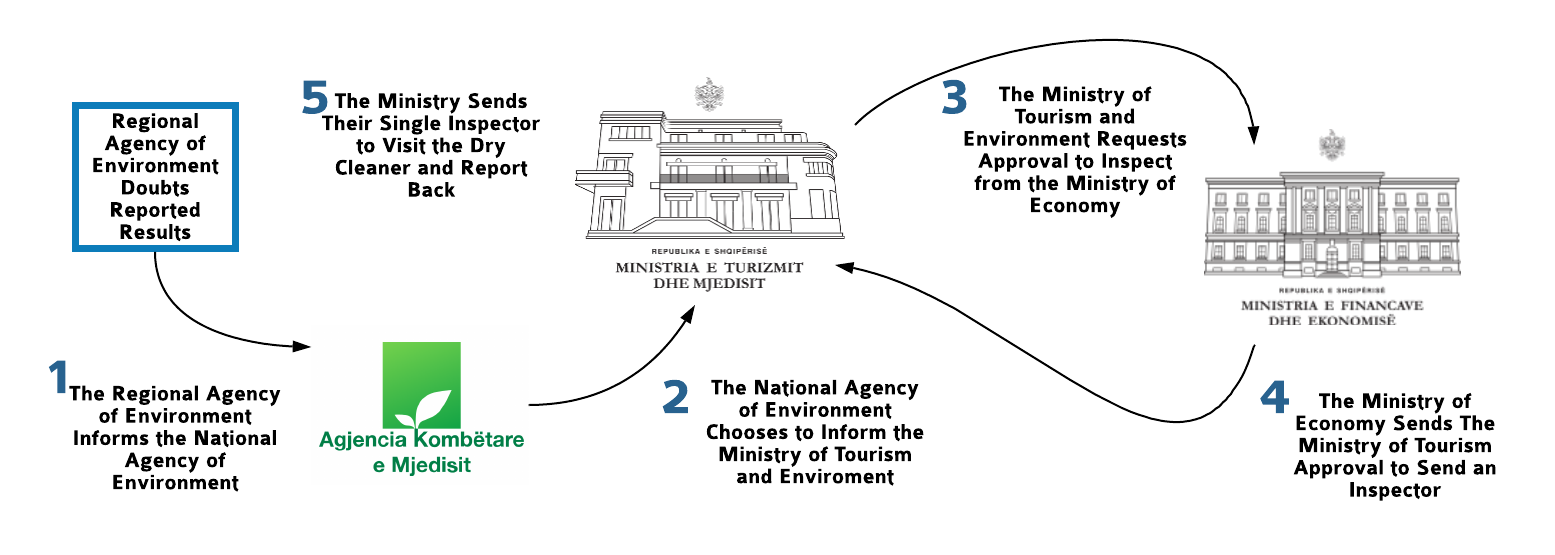 Regional
Agency of
Environment
Doubts
Reported
Results
1
The Regional Agency
of Environment
Informs the National
Agency of
Environment
Agjencia Kombëtare
e Mjedisit
2
The National Agency
of Environment
Chooses to Inform the
Ministry of Tourism
and Enviroment
REPUBLIKA E SHQIPËRISË
MINISTRIA E TURIZMIT
DHE MJEDISIT
3
The Ministry of
Tourism and
Environment Requests
Approval to Inspect
from the Ministry of
Economy
REPUBLIKA E SHQIPËRISË
MINISTRIA E FINANCAVE
DHE EKONOMISË
4
The Ministry of
Economy Sends The
Ministry of Tourism
Approval to Send an
Inspector
5
The Ministry Sends
Their Single Inspector
to Visit the Dry
Cleaner and Report
Back